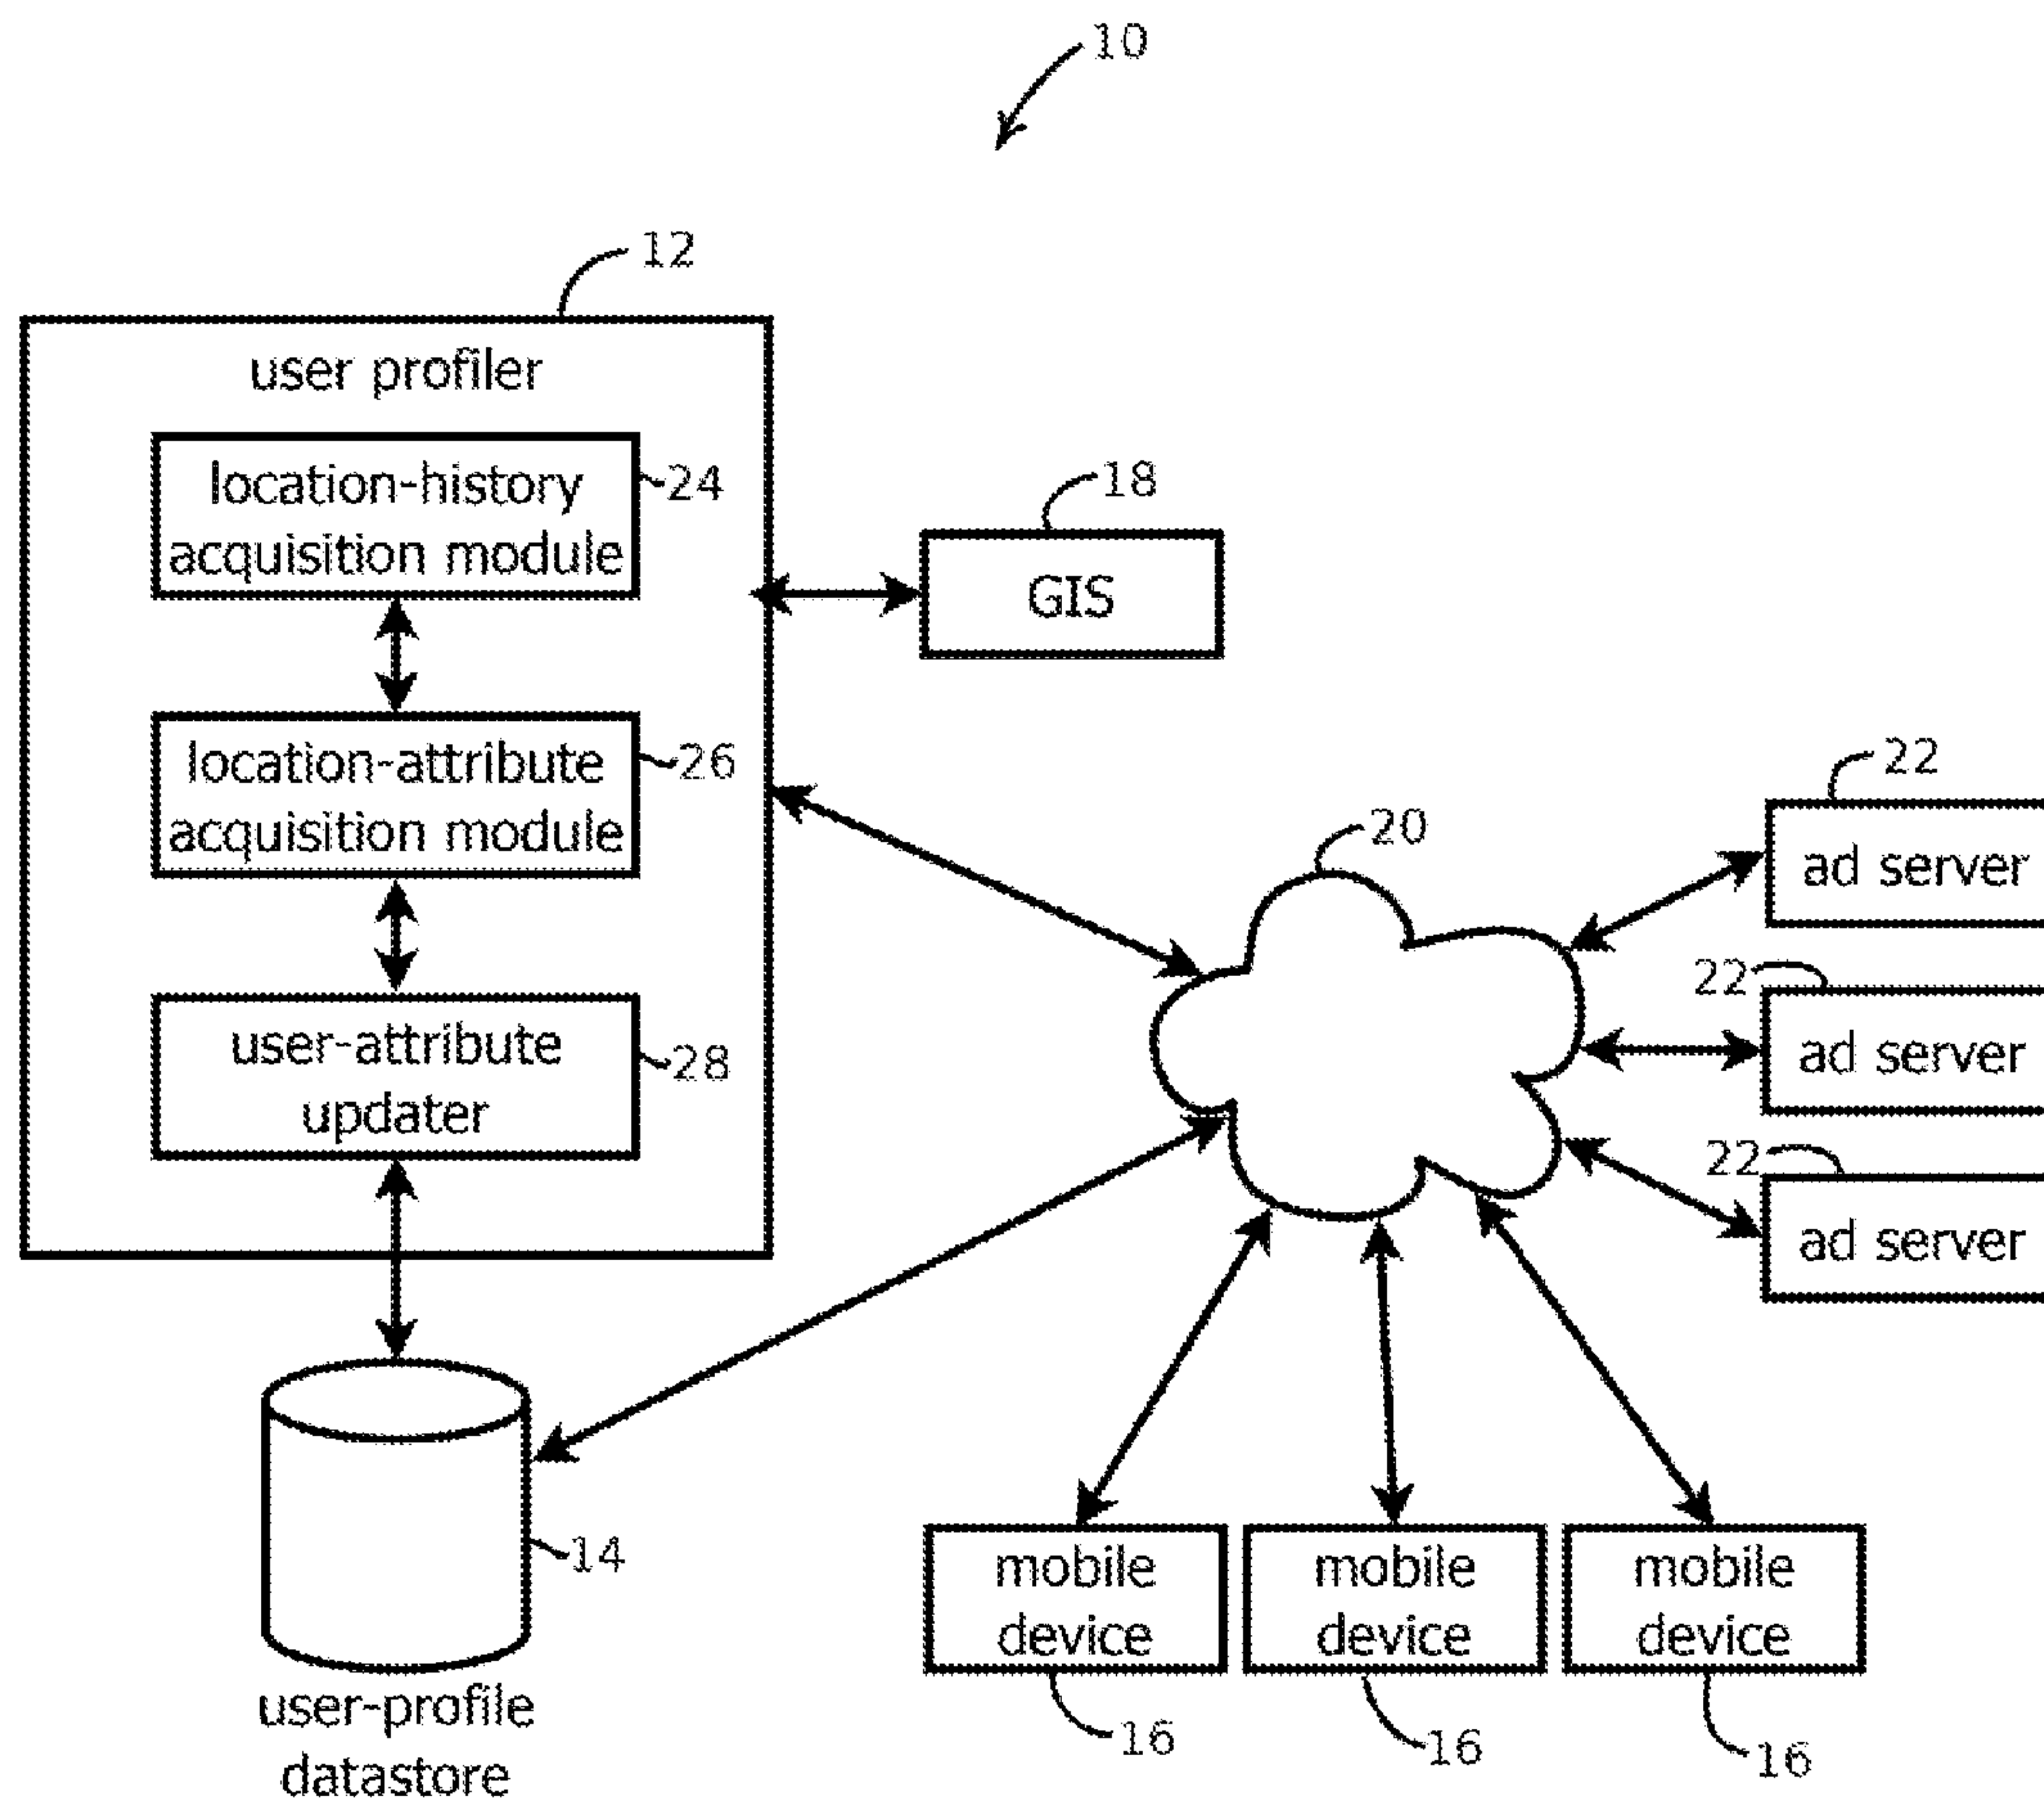 10
12
user profiler
location-history
acquisition module
24
18
GIS
location-attribute
acquisition module
26
22
ad server
20
22
ad server
user-attribute
updater
28
22
ad server
14
user-profile
datastore
mobile
device
mobile
device
mobile
device
16
16
16